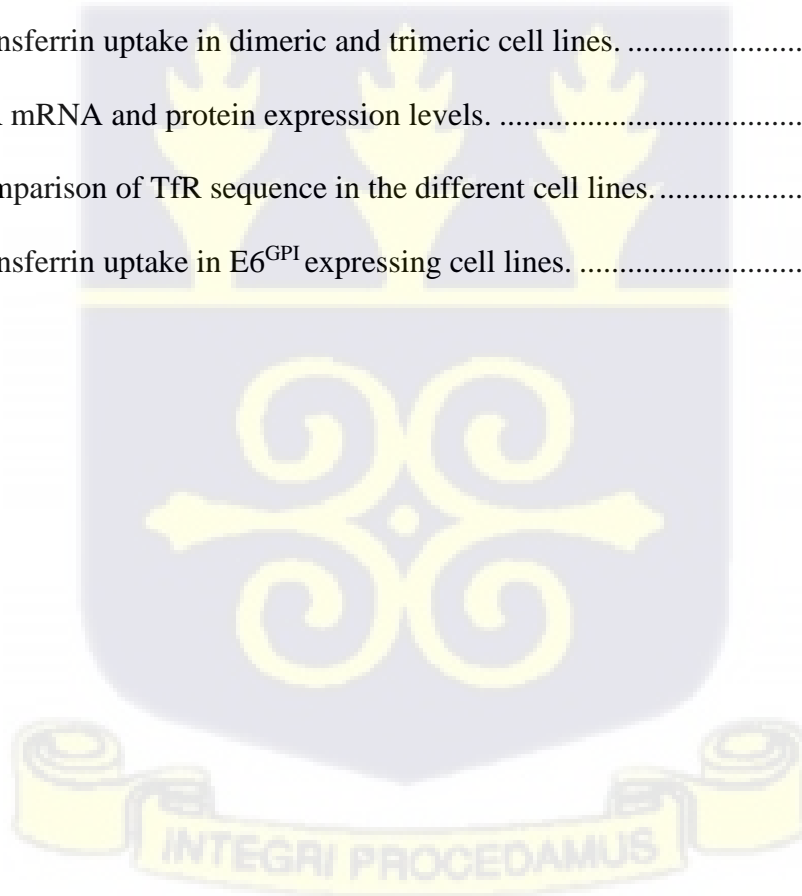 nsferrin uptake in dimeric and trimeric cell lines. ......................
mRNA and protein expression levels. .....................................
mparison of TfR sequence in the different cell lines...................
nsferrin uptake in E6GPI expressing cell lines. ...........................
INTEGRI PROCEDAMUS